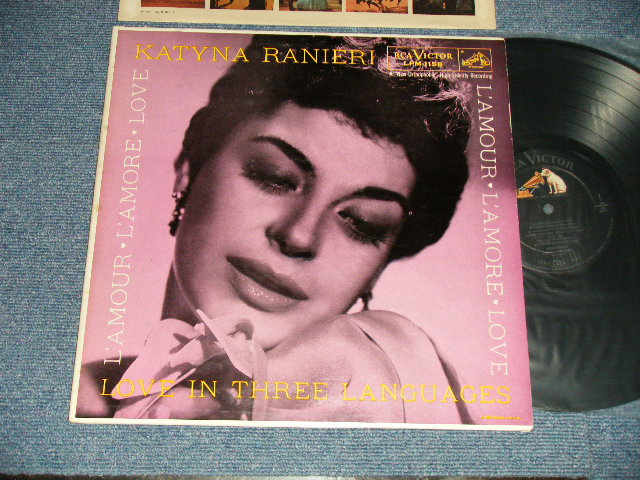 KATYNA RANIERI
RCA VICTOR
LPM-1158
A "New Orthophonic" High Fidelity Recording
L'AMOUR • L'AMORE • LOVE
L'AMOUR • L'AMORE • LOVE
LOVE IN THREE LANGUAGES
VICTOR